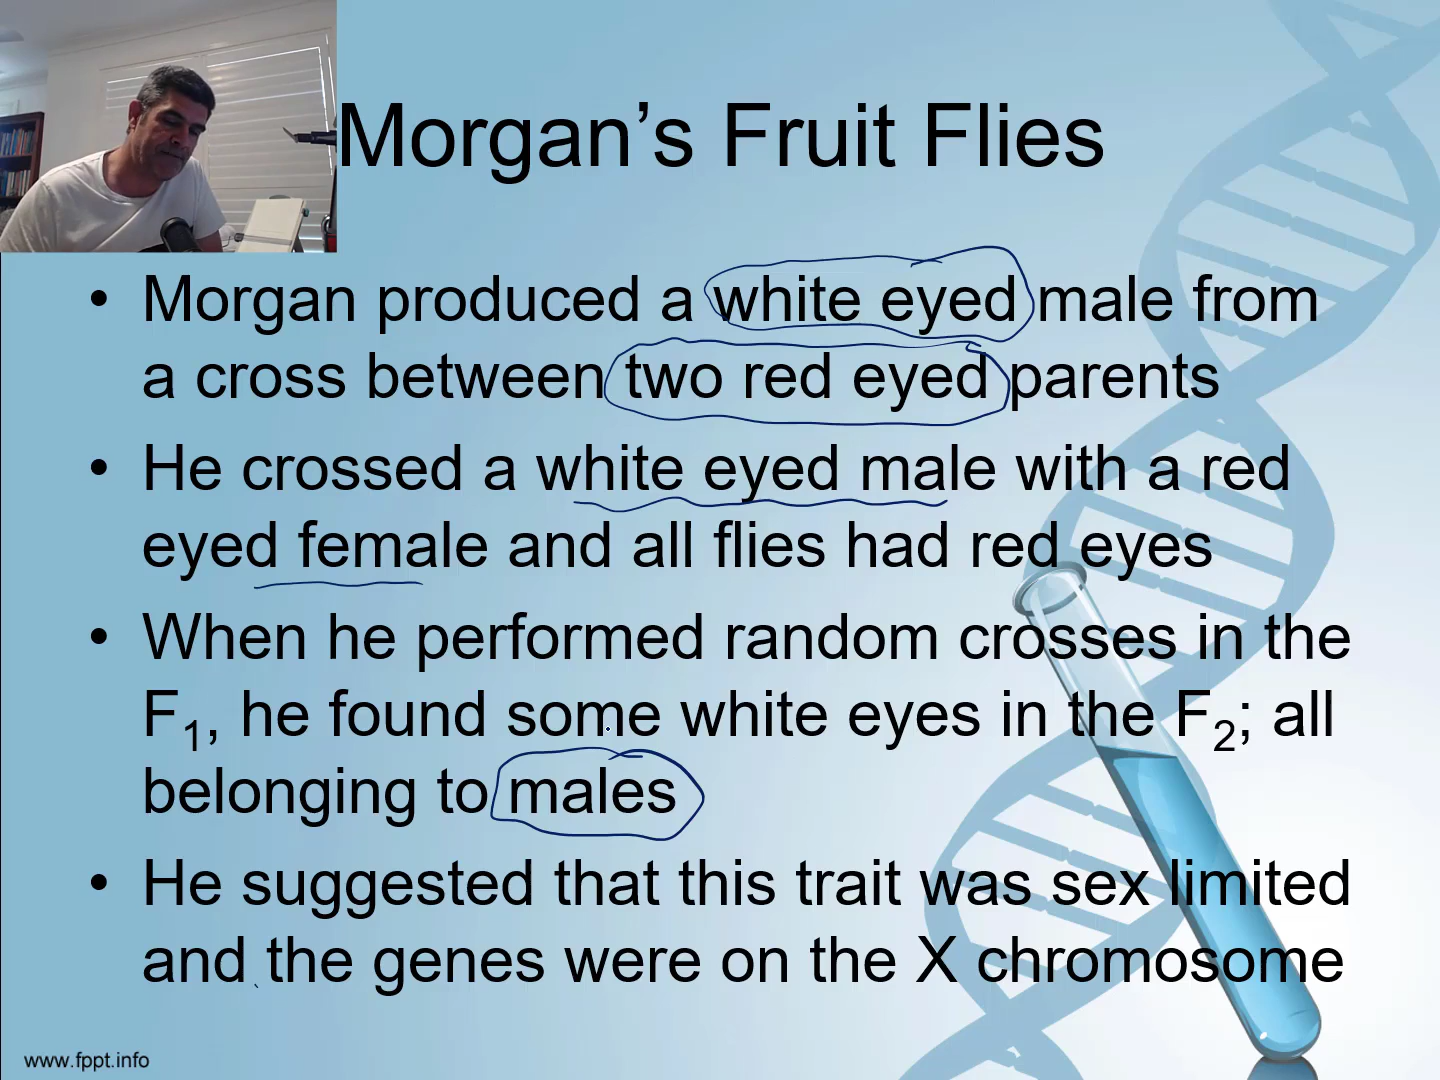 Morgan’s Fruit Flies
• Morgan produced a white eyed male from
a cross between two red eyed parents
• He crossed a white eyed male with a red
eyed female and all flies had red eyes
• When he performed random crosses in the
F₁, he found some white eyes in the F₂; all
belonging to males
• He suggested that this trait was sex limited
and the genes were on the X chromosome
www.fppt.info